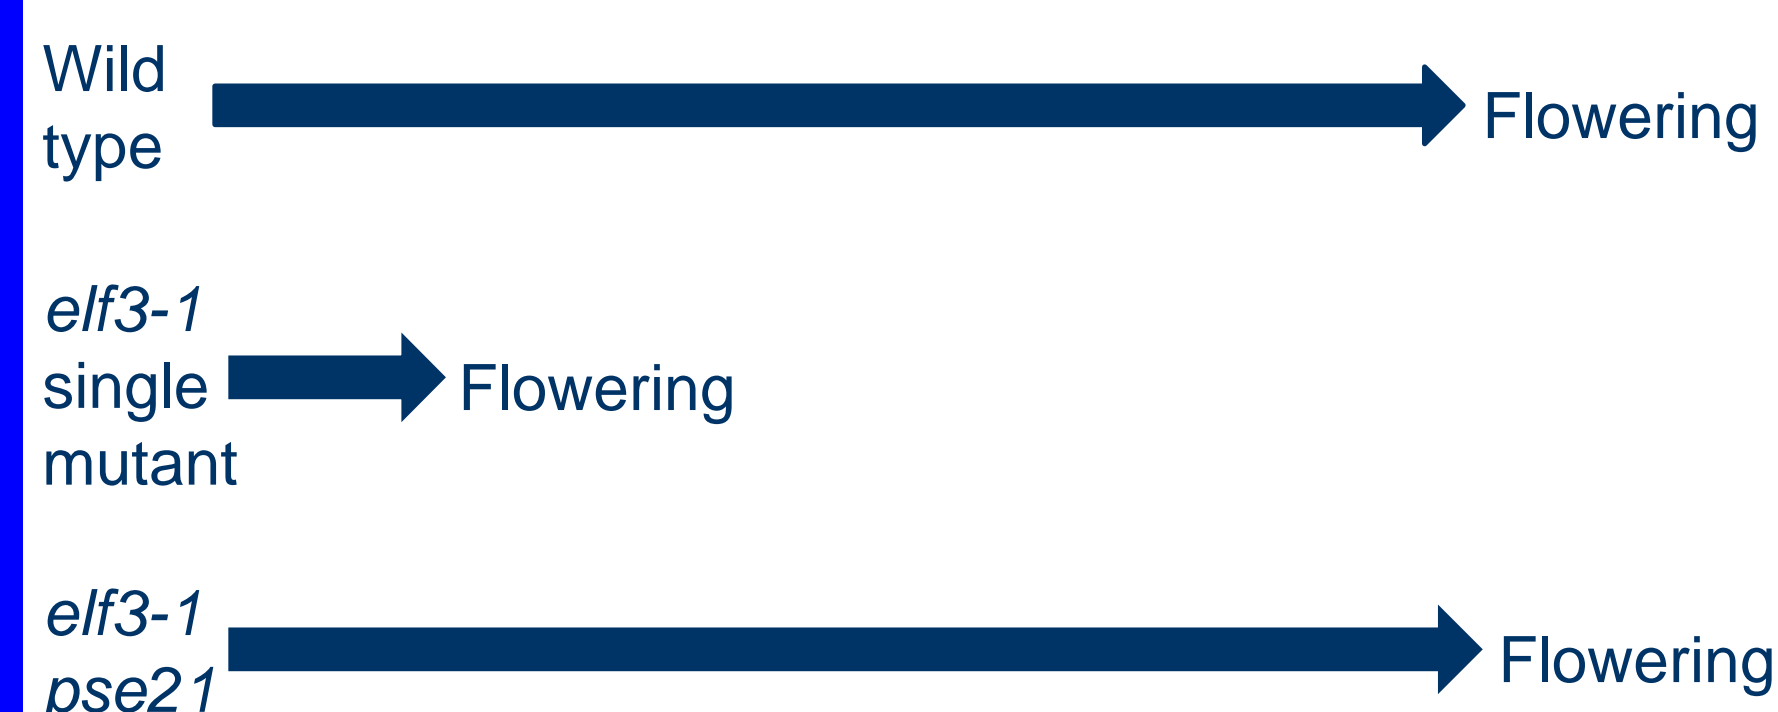 Wild
type
Flowering
elf3-1
single
mutant
Flowering
elf3-1
pse21
Flowering